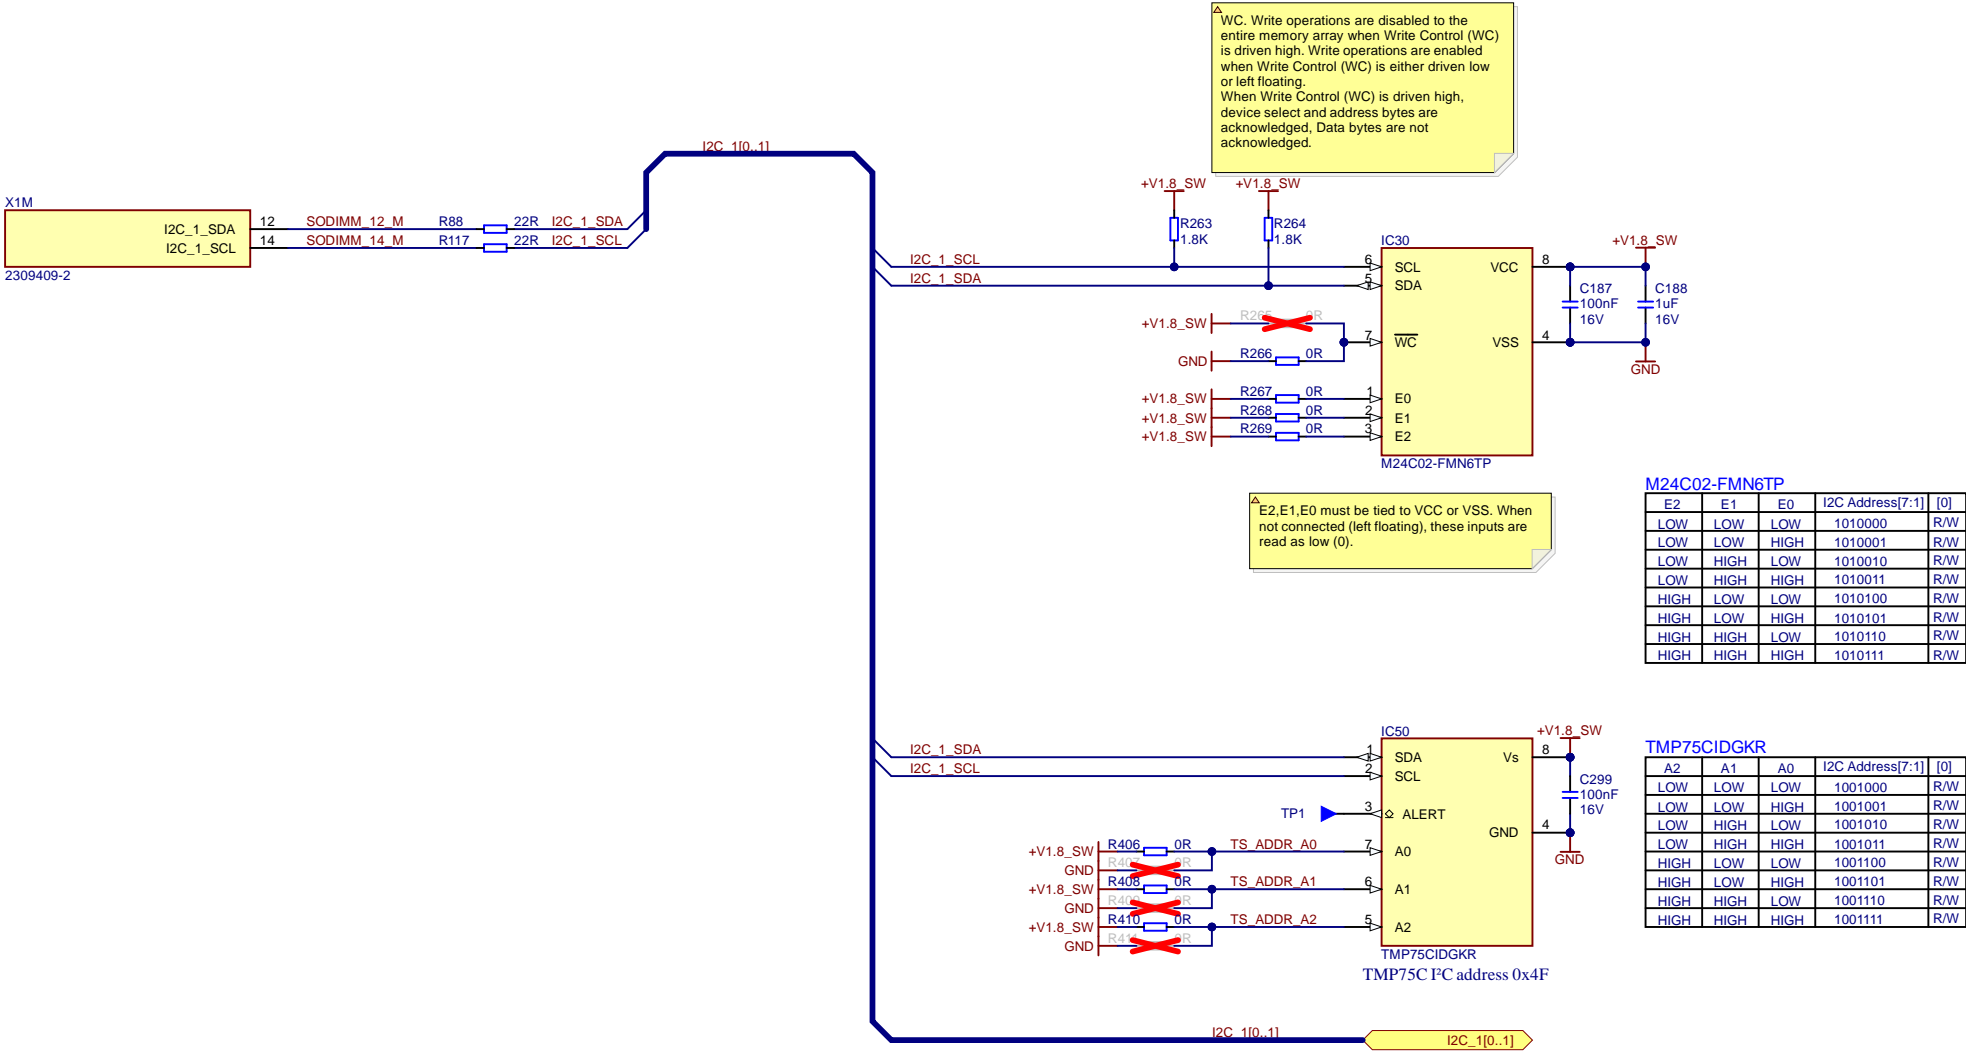 WC. Write operations are disabled to the
entire memory array when Write Control (WC)
is driven high. Write operations are enabled
when Write Control (WC) is either driven low
or left floating.
When Write Control (WC) is driven high,
device select and address bytes are
acknowledged, Data bytes are not
acknowledged.
I2C_1[0..1]
X1M
I2C_1_SDA 12 SODIMM_12_M R88 22R I2C_1_SDA
I2C_1_SCL 14 SODIMM_14_M R117 22R I2C_1_SCL
2309409-2
+V1.8_SW +V1.8_SW
R263 R264
1.8K 1.8K
IC30
+V1.8_SW
I2C_1_SCL 6 SCL VCC 8
I2C_1_SDA 5 SDA
C187 C188
100nF 1uF
16V 16V
+V1.8_SW 0R
7 WC VSS 4
GND R266 0R
GND
+V1.8_SW R267 0R 1 E0
+V1.8_SW R268 0R 2 E1
+V1.8_SW R269 0R 3 E2
M24C02-FMN6TP
E2,E1,E0 must be tied to VCC or VSS. When
not connected (left floating), these inputs are
read as low (0).
M24C02-FMN6TP
E2 E1 E0 I2C Address[7:1] [0]
LOW LOW LOW 1010000 R/W
LOW LOW HIGH 1010001 R/W
LOW HIGH LOW 1010010 R/W
LOW HIGH HIGH 1010011 R/W
HIGH LOW LOW 1010100 R/W
HIGH LOW HIGH 1010101 R/W
HIGH HIGH LOW 1010110 R/W
HIGH HIGH HIGH 1010111 R/W
IC50
+V1.8_SW
I2C_1_SDA 1 SDA Vs 8
I2C_1_SCL 2 SCL
C299
100nF
16V
TP1 3 ALERT
GND 4
GND
+V1.8_SW R406 0R TS_ADDR_A0 7 A0
GND 0R
+V1.8_SW R408 0R TS_ADDR_A1 6 A1
GND 0R
+V1.8_SW R410 0R TS_ADDR_A2 5 A2
GND 0R
TMP75CIDGKR
TMP75C I²C address 0x4F
TMP75CIDGKR
A2 A1 A0 I2C Address[7:1] [0]
LOW LOW LOW 1001000 R/W
LOW LOW HIGH 1001001 R/W
LOW HIGH LOW 1001010 R/W
LOW HIGH HIGH 1001011 R/W
HIGH LOW LOW 1001100 R/W
HIGH LOW HIGH 1001101 R/W
HIGH HIGH LOW 1001110 R/W
HIGH HIGH HIGH 1001111 R/W
I2C_1[0..1]
I2C_1[0..1]